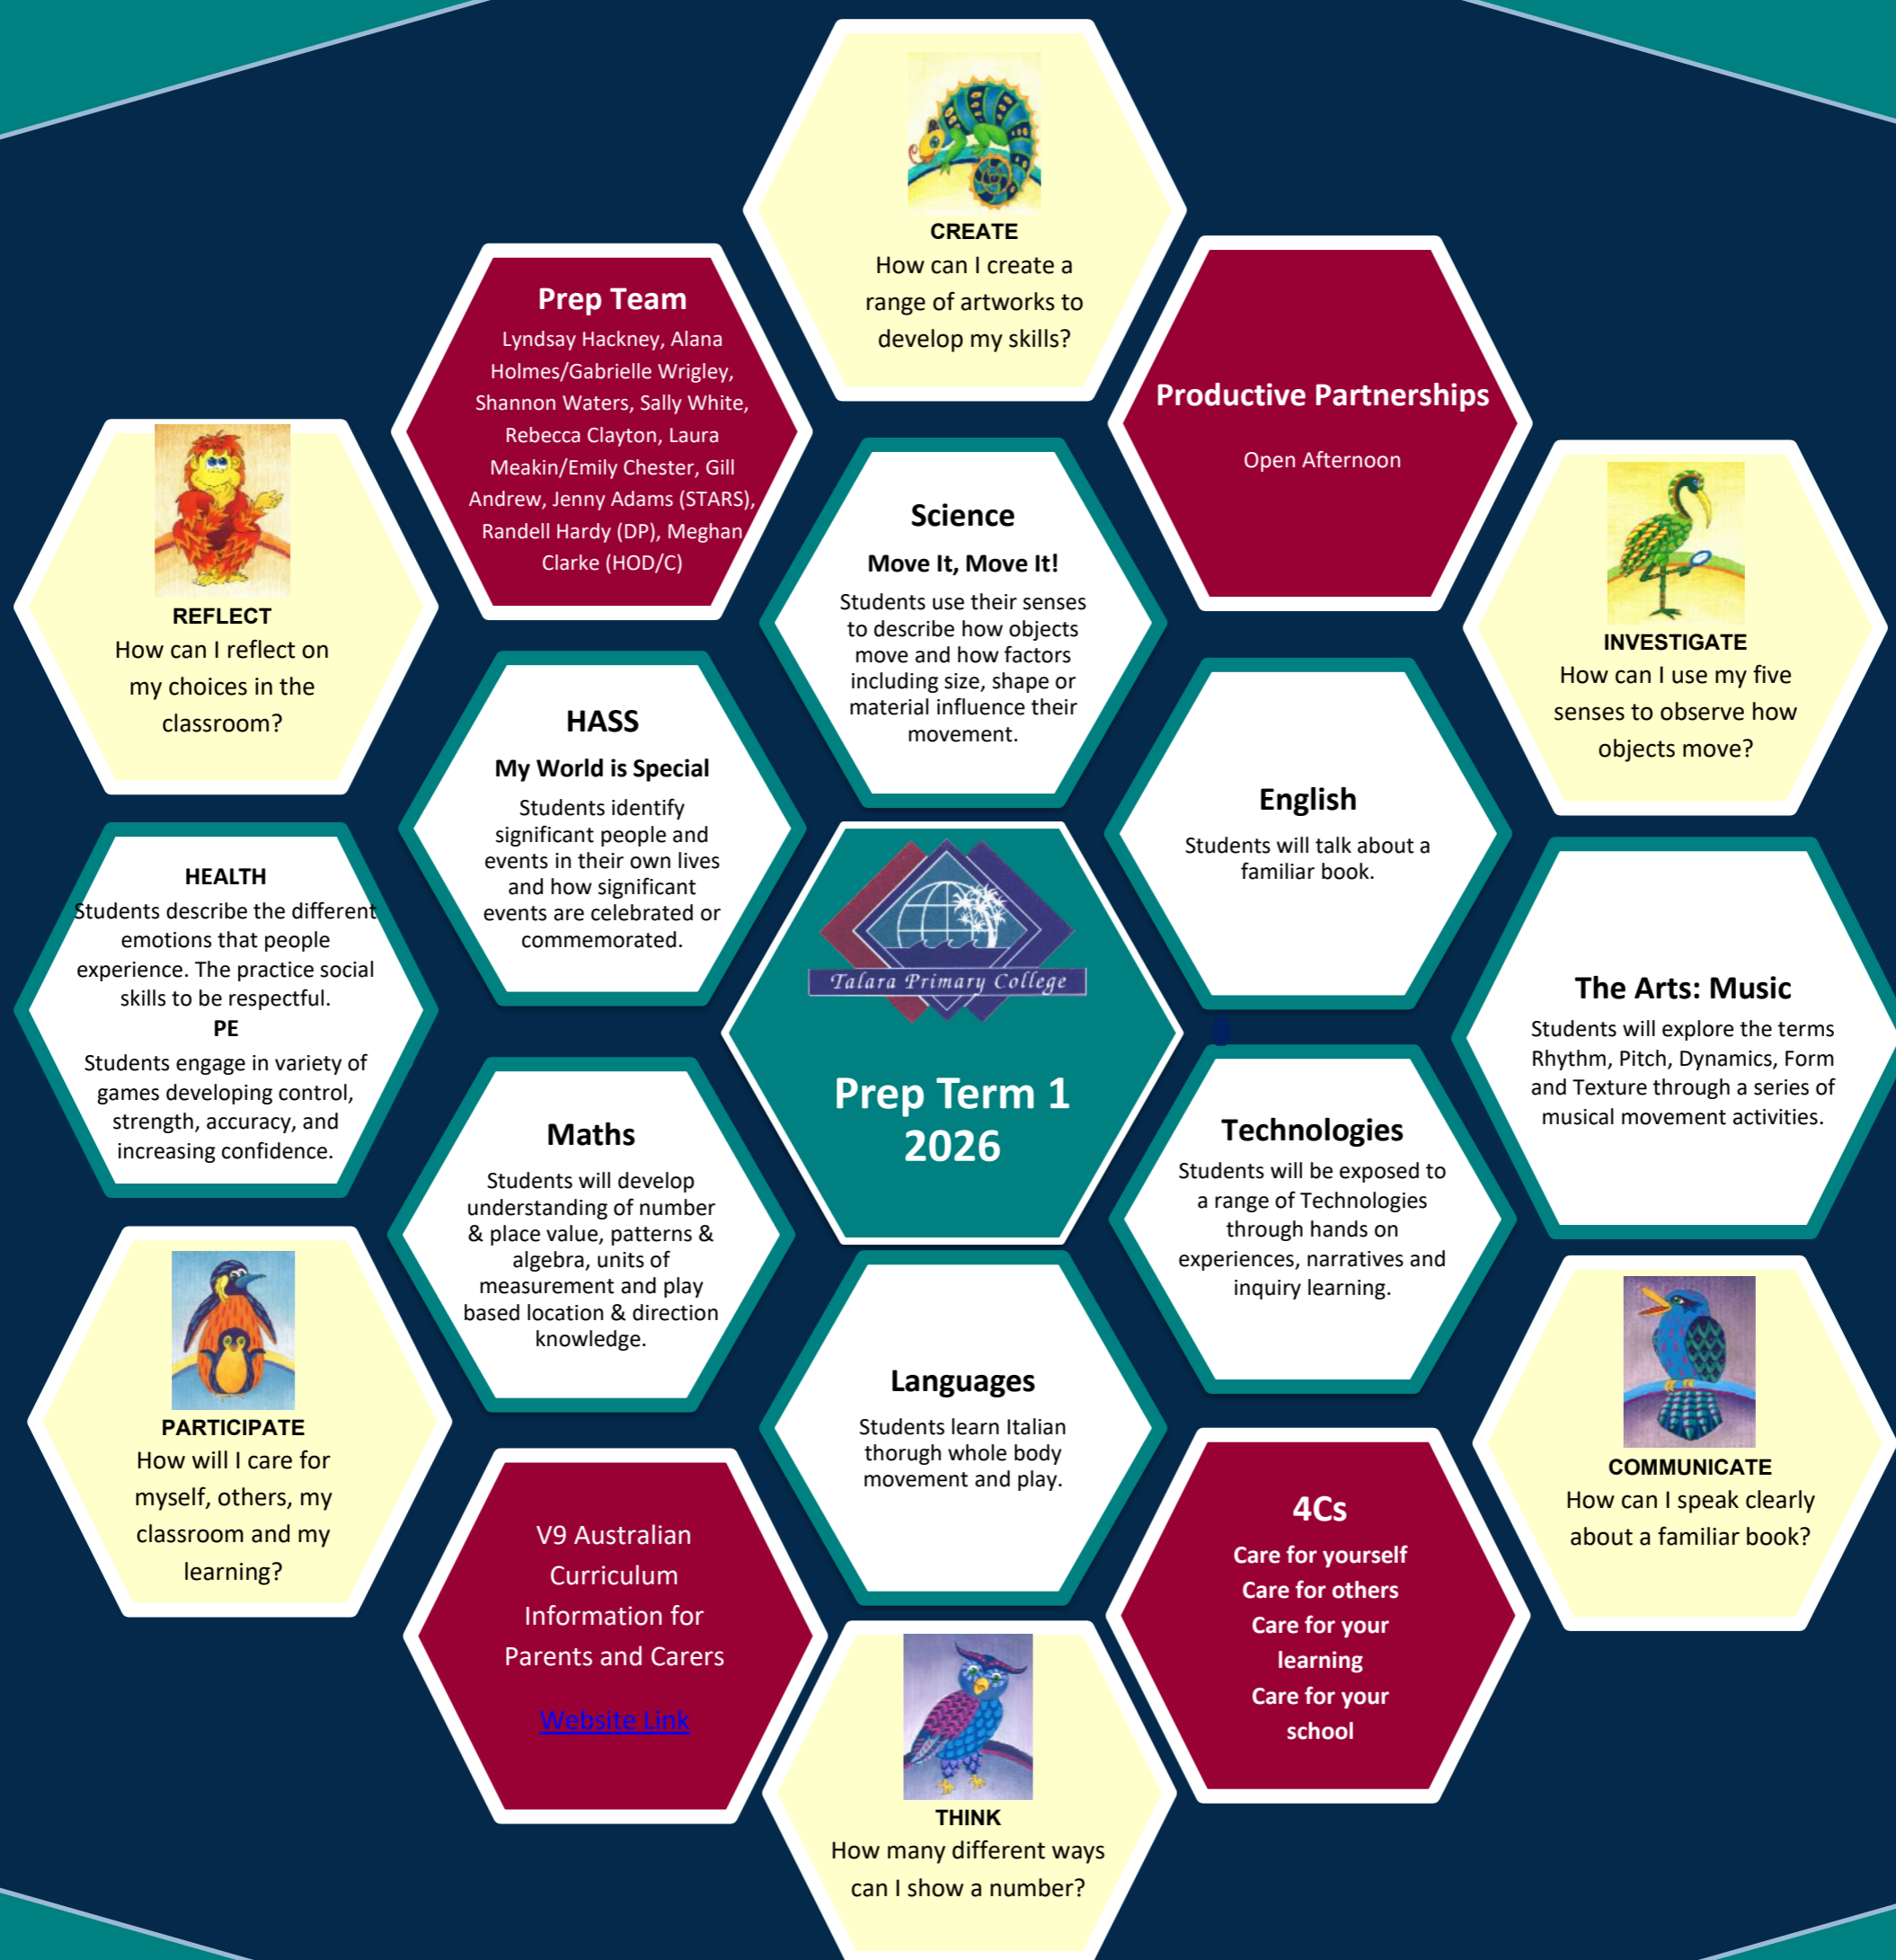 CREATE
How can I create a
range of artworks to
develop my skills?
Prep Team
Lyndsay Hackney, Alana
Holmes/Gabrielle Wrigley,
Shannon Waters, Sally White,
Rebecca Clayton, Laura
Meakin/Emily Chester, Gill
Andrew, Jenny Adams (STARS),
Randell Hardy (DP), Meghan
Clarke (HOD/C)
Productive Partnerships
Open Afternoon
REFLECT
How can I reflect on
my choices in the
classroom?
Science
Move It, Move It!
Students use their senses
to describe how objects
move and how factors
including size, shape or
material influence their
movement.
INVESTIGATE
How can I use my five
senses to observe how
objects move?
HASS
My World is Special
Students identify
significant people and
events in their own lives
and how significant
events are celebrated or
commemorated.
English
Students will talk about a
familiar book.
HEALTH
Students describe the different
emotions that people
experience. The practice social
skills to be respectful.
PE
Students engage in variety of
games developing control,
strength, accuracy, and
increasing confidence.
Talara Primary College
Prep Term 1
2026
The Arts: Music
Students will explore the terms
Rhythm, Pitch, Dynamics, Form
and Texture through a series of
musical movement activities.
Maths
Students will develop
understanding of number
& place value, patterns &
algebra, units of
measurement and play
based location & direction
knowledge.
Technologies
Students will be exposed to
a range of Technologies
through hands on
experiences, narratives and
inquiry learning.
PARTICIPATE
How will I care for
myself, others, my
classroom and my
learning?
Languages
Students learn Italian
thorugh whole body
movement and play.
COMMUNICATE
How can I speak clearly
about a familiar book?
V9 Australian
Curriculum
Information for
Parents and Carers
Website Link
4Cs
Care for yourself
Care for others
Care for your
learning
Care for your
school
THINK
How many different ways
can I show a number?